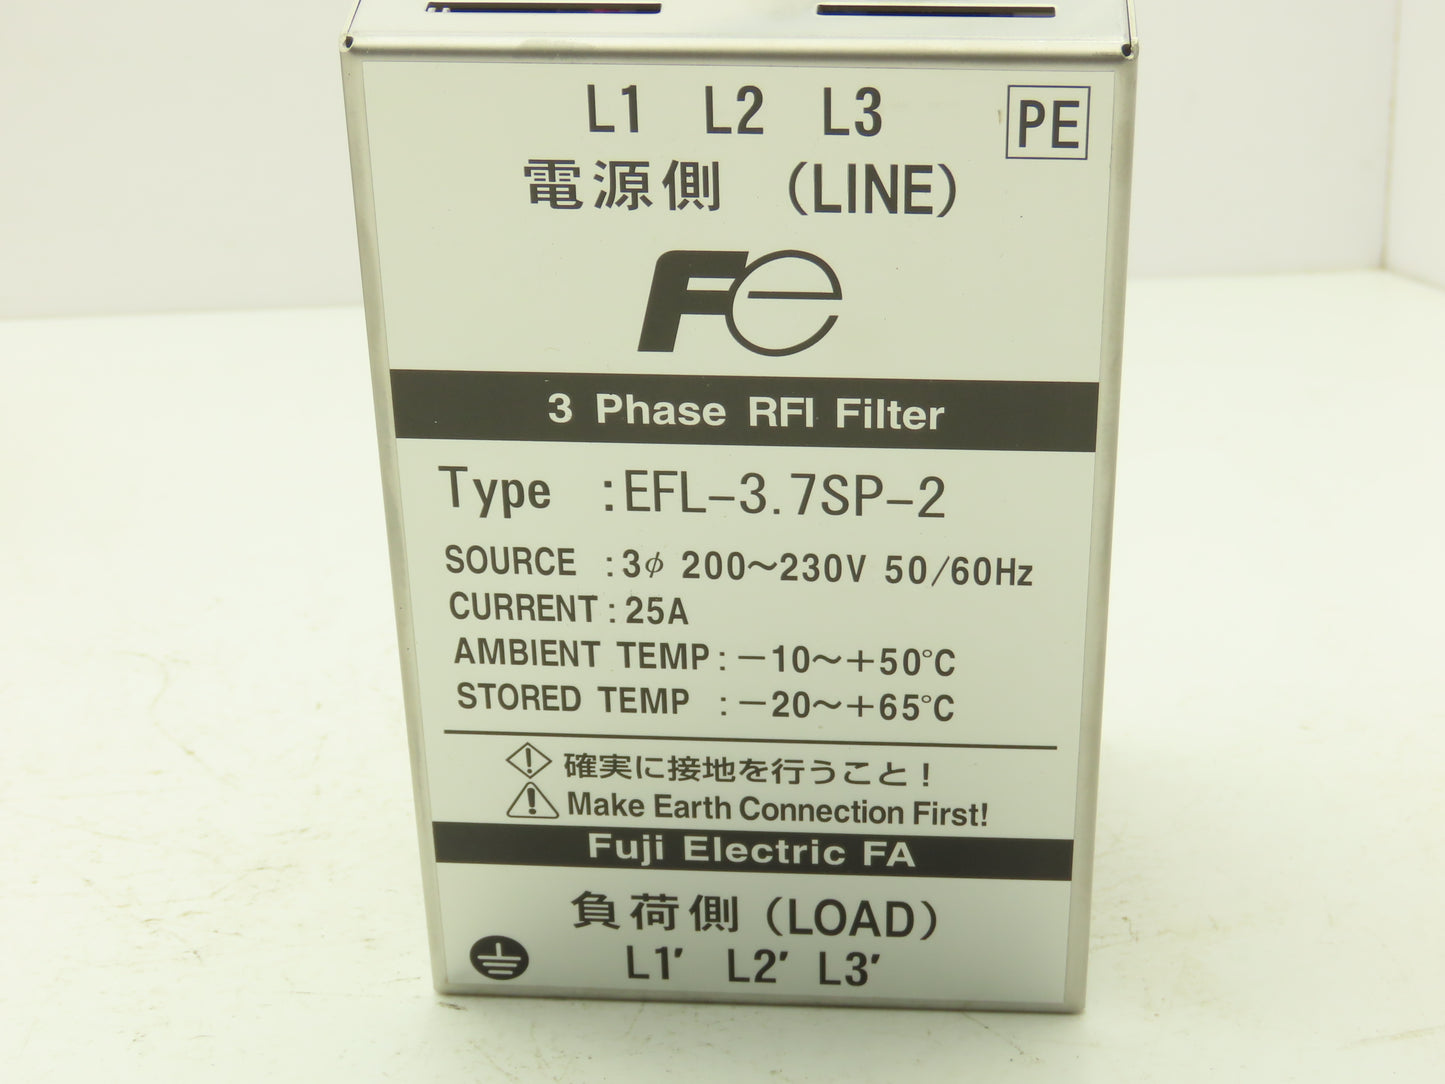 L1 L2 L3 PE
電源側 (LINE)
Fe
3 Phase RFI Filter
Type :EFL-3.7SP-2
SOURCE :3φ 200～230V 50/60Hz
CURRENT:25A
AMBIENT TEMP:－10～＋50℃
STORED TEMP :－20～＋65℃
確実に接地を行うこと！
Make Earth Connection First!
Fuji Electric FA
負荷側 (LOAD)
L1′ L2′ L3′